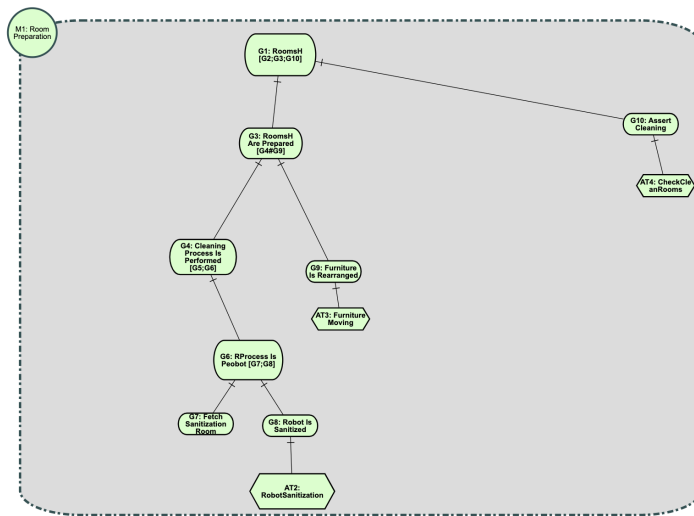 M1: Room
Preparation
G1: RoomsH
[G2;G3;G10]
G10: Assert
Cleaning
G3: RoomsH
Are Prepared
[G4#G9]
AT4: CheckCle
anRooms
G4: Cleaning
Process Is
Performed
[G5;G6]
G9: Furniture
Is Rearranged
AT3: Furniture
Moving
G6: RProcess Is
Peobot [G7;G8]
G7: Fetch
Sanitization
Room
G8: Robot Is
Sanitized
AT2:
RobotSanitization